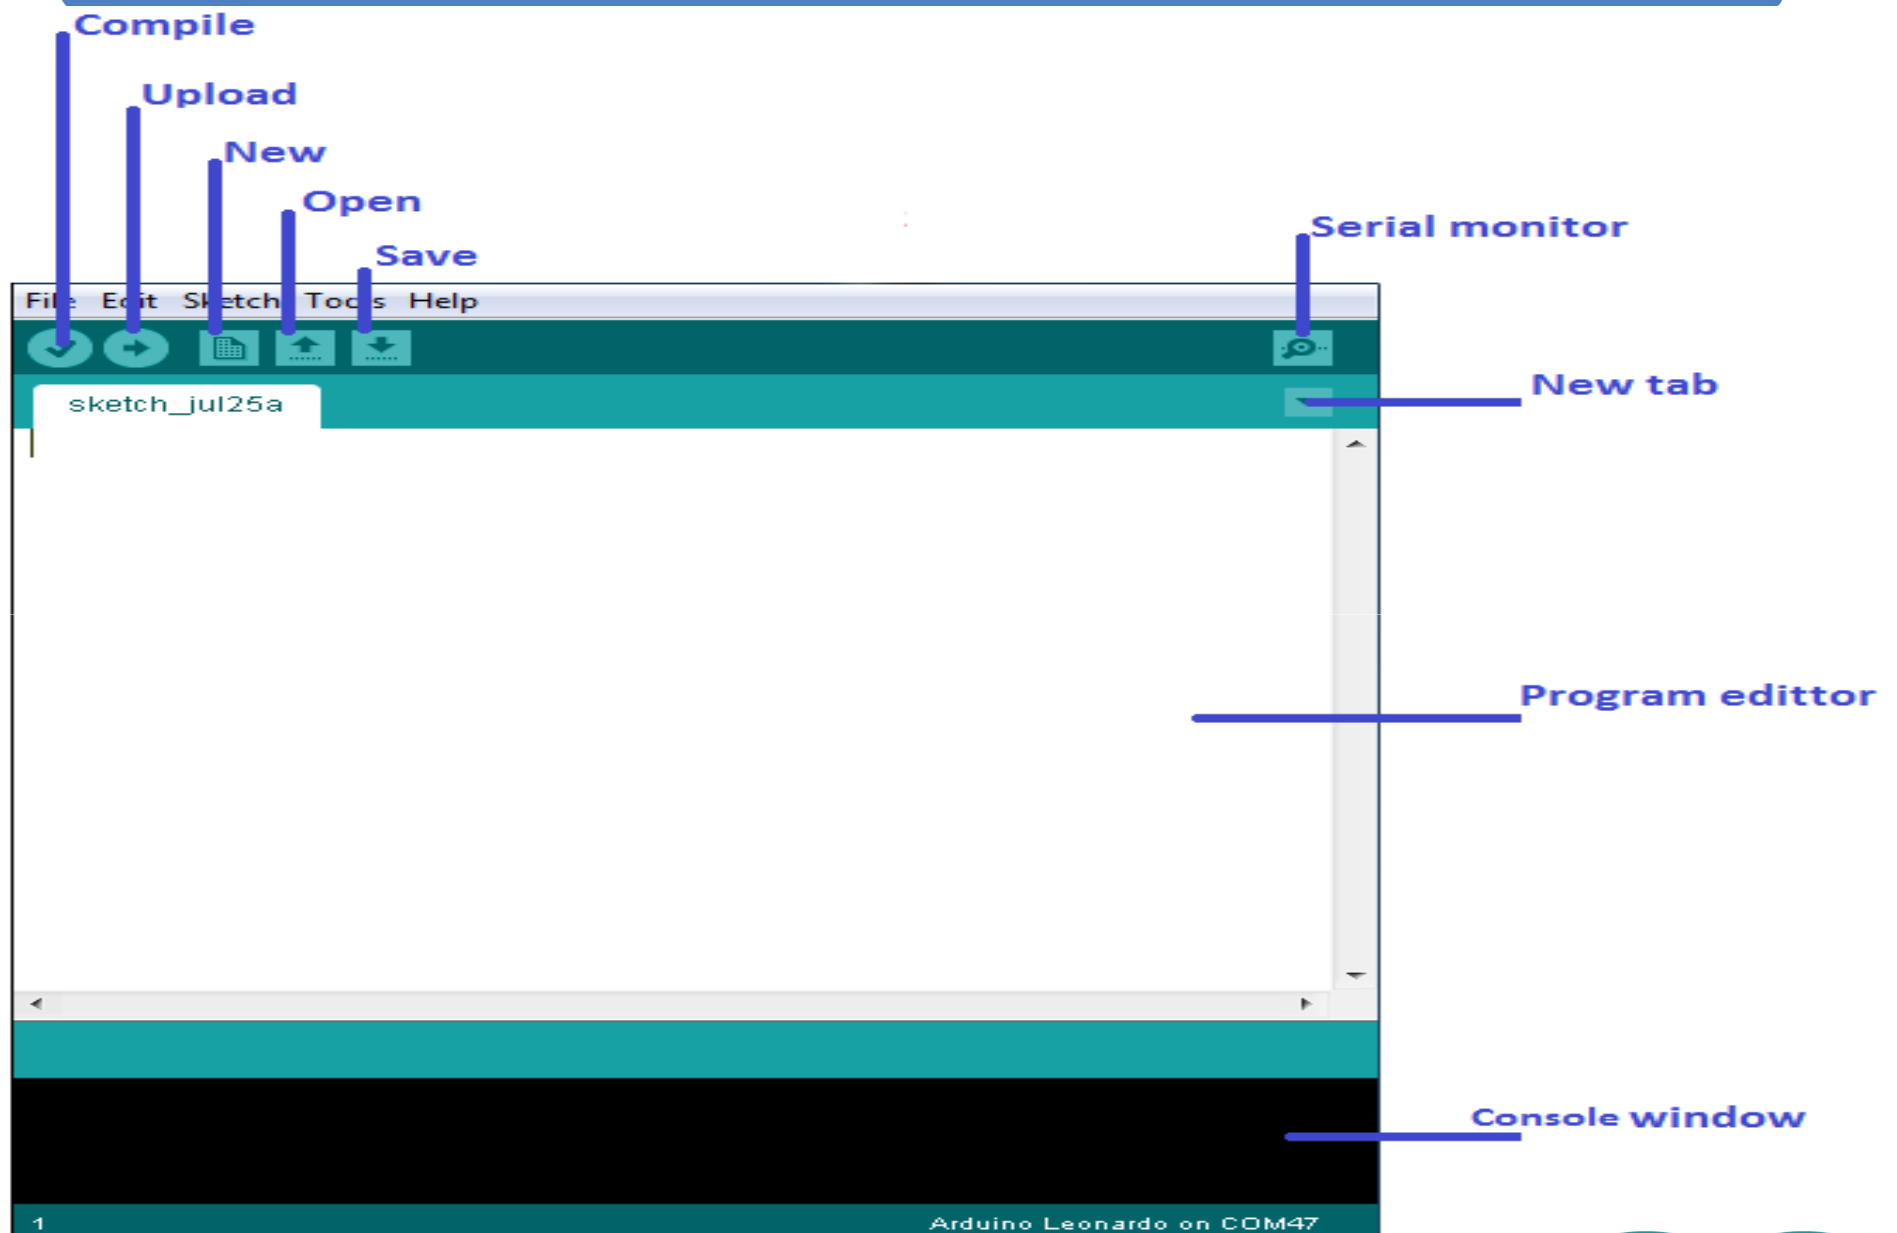 Compile
Upload
New
Open
Save
Serial monitor
File Edit Sketch Tools Help
New tab
sketch_jul25a
Program edittor
Console window
1 Arduino Leonardo on COM47